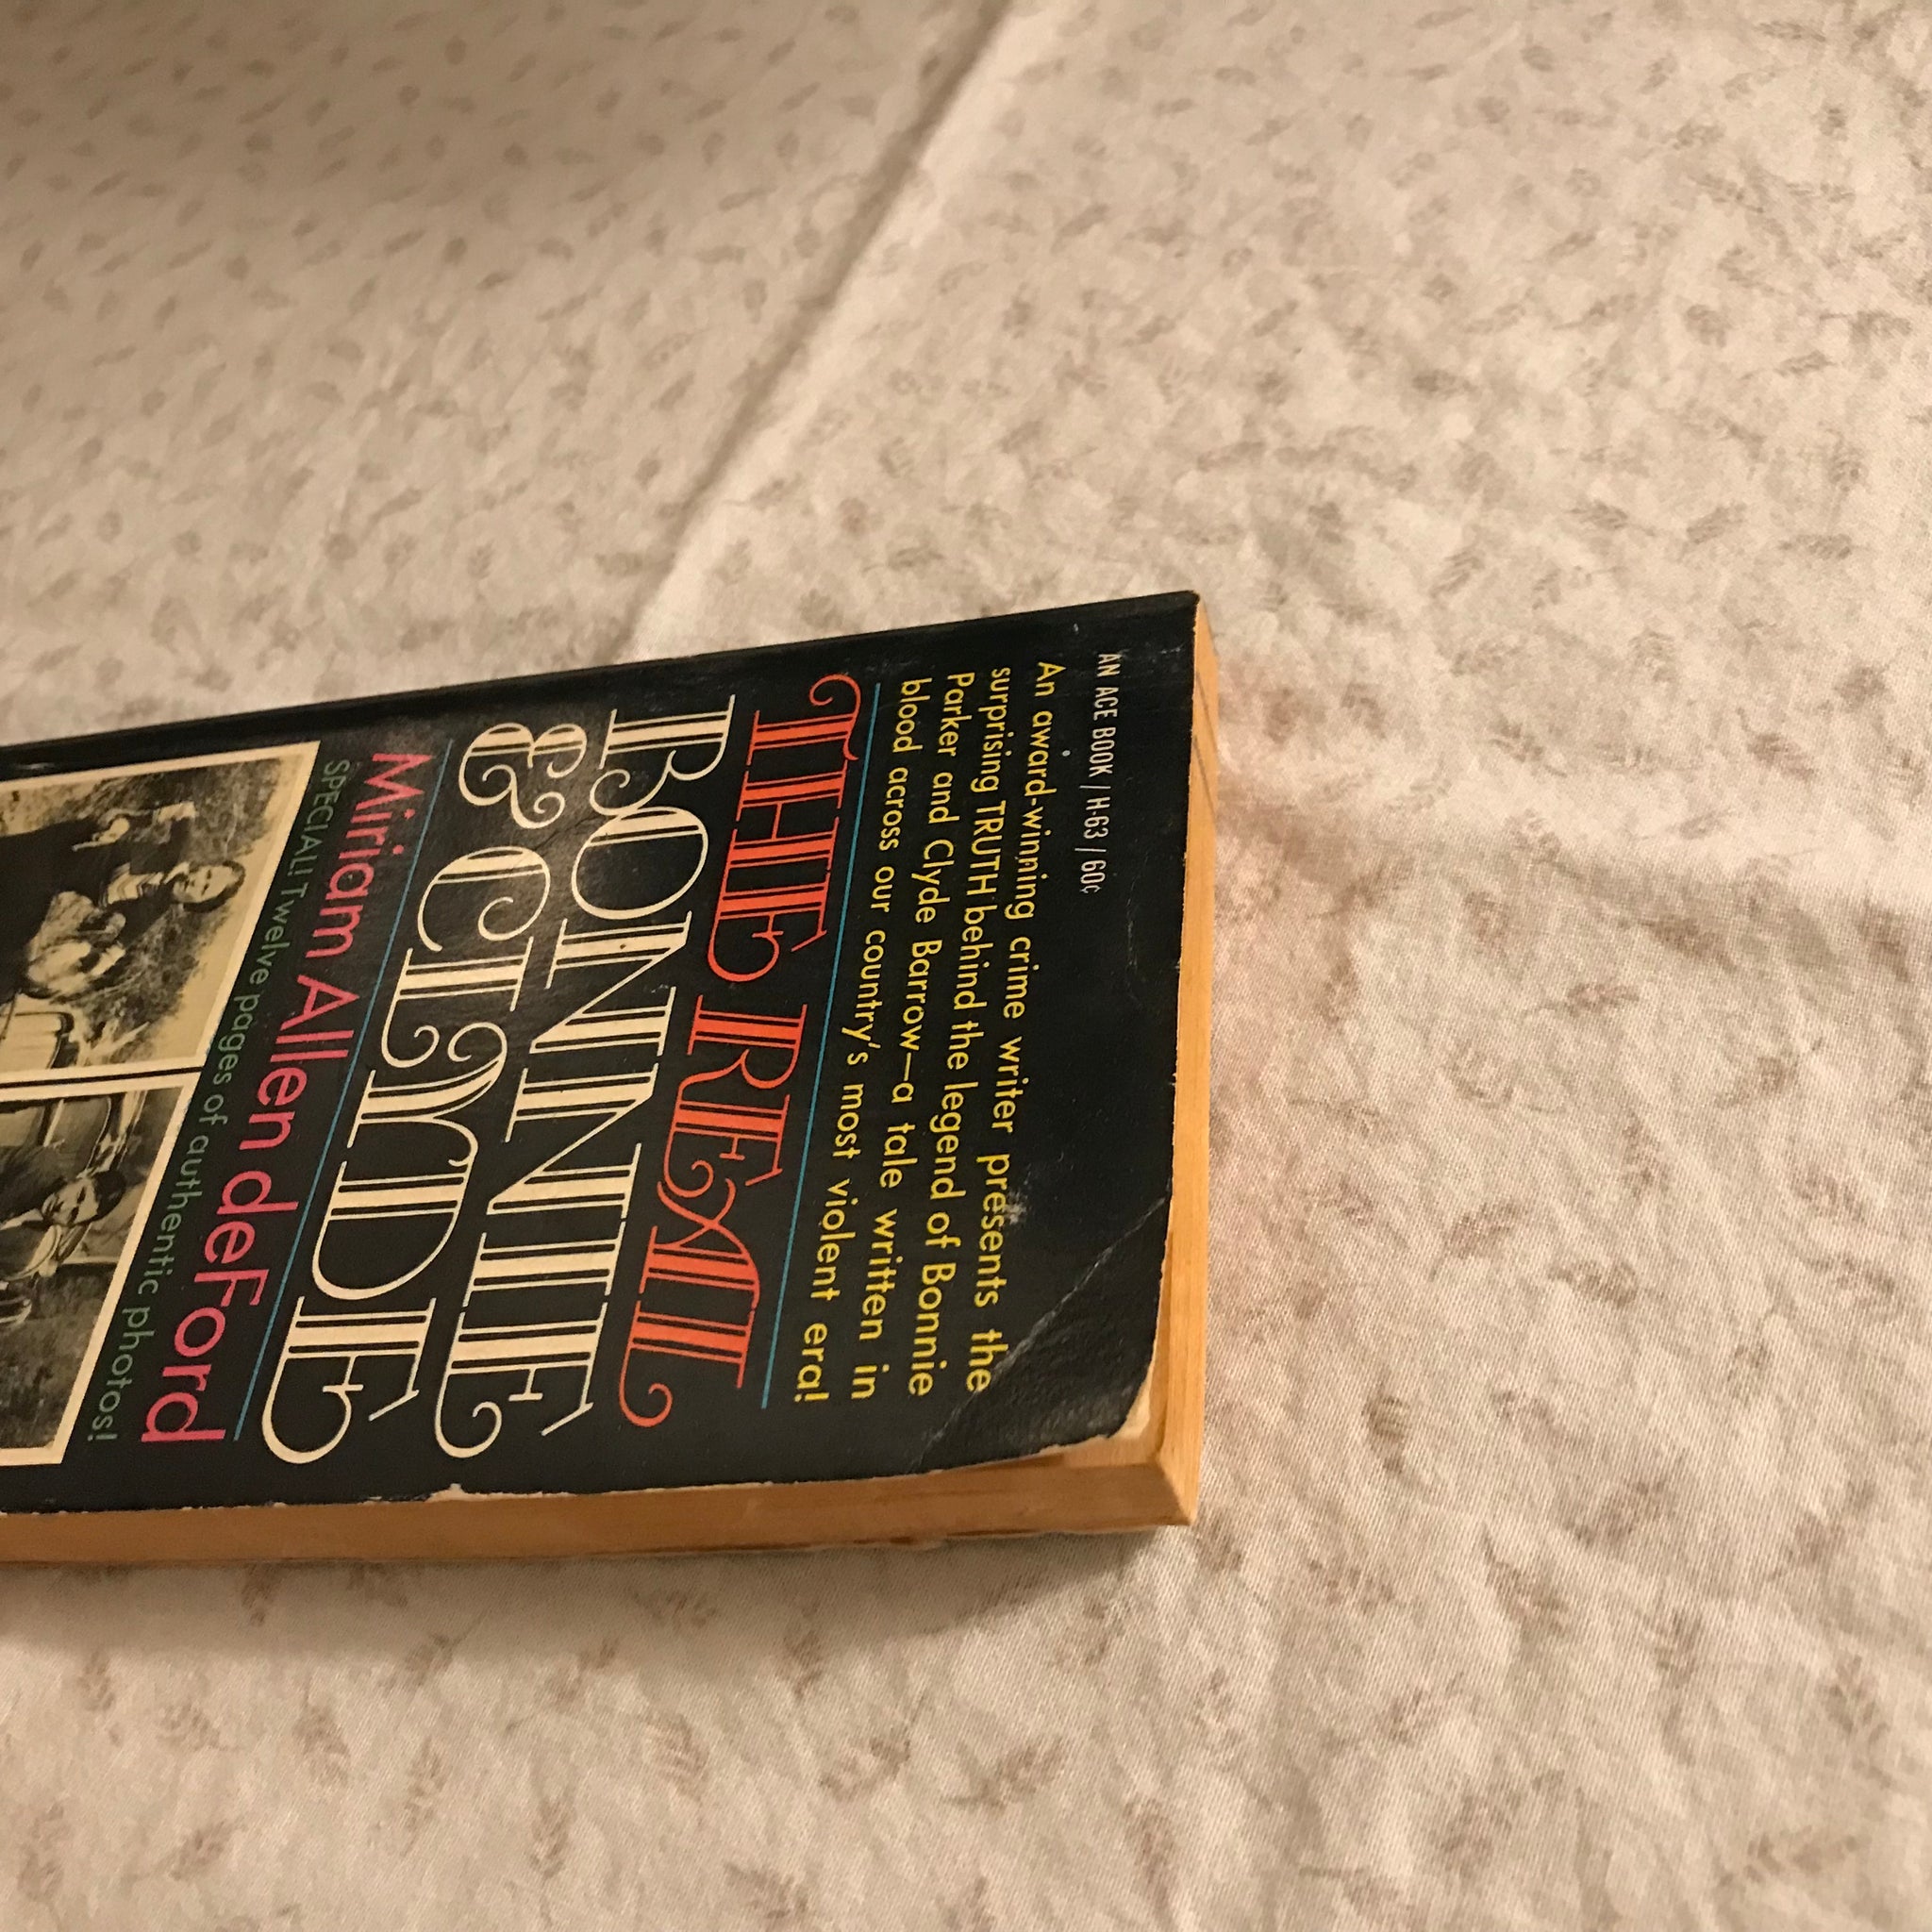 AN ACE BOOK / H-63 / 60¢
An award-winning crime writer presents the
surprising TRUTH behind the legend of Bonnie
Parker and Clyde Barrow—a tale written in
blood across our country's most violent era!
THE REAL
BONNIE
& CLYDE
Miriam Allen deFord
SPECIAL! Twelve pages of authentic photos!